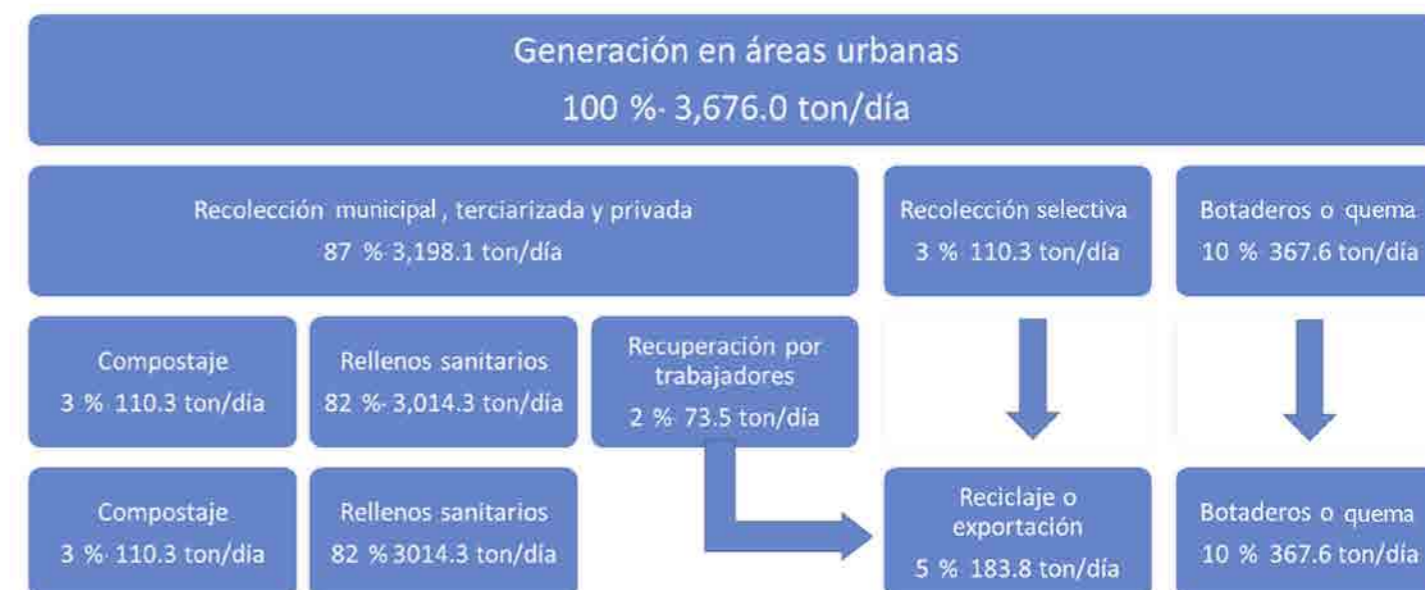 Generación en áreas urbanas
100 %- 3,676.0 ton/día
Recolección municipal , terciarizada y privada
87 % 3,198.1 ton/día
Recolección selectiva
3 % 110.3 ton/día
Botaderos o quema
10 % 367.6 ton/día
Compostaje
3 % 110.3 ton/día
Rellenos sanitarios
82 %- 3,014.3 ton/día
Recuperación por
trabajadores
2 % 73.5 ton/día
Compostaje
3 % 110.3 ton/día
Rellenos sanitarios
82 % 3014.3 ton/día
Reciclaje o
exportación
5 % 183.8 ton/día
Botaderos o quema
10 % 367.6 ton/día